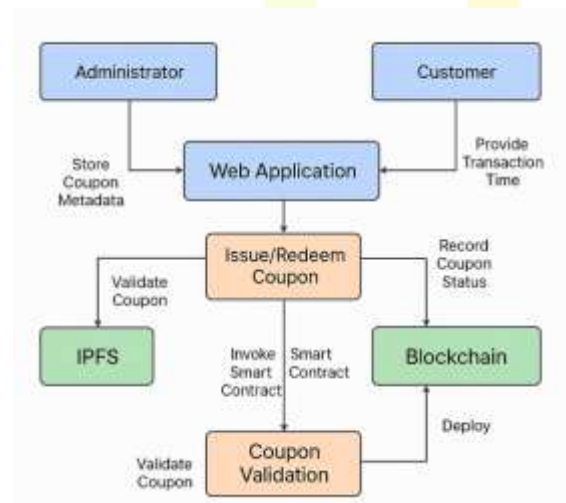 Administrator
Customer
Store
Coupon
Metadata
Web Application
Provide
Transaction
Time
Issue/Redeem
Coupon
Validate
Coupon
Record
Coupon
Status
IPFS
Invoke
Smart
Contract
Smart
Contract
Blockchain
Validate
Coupon
Coupon
Validation
Deploy